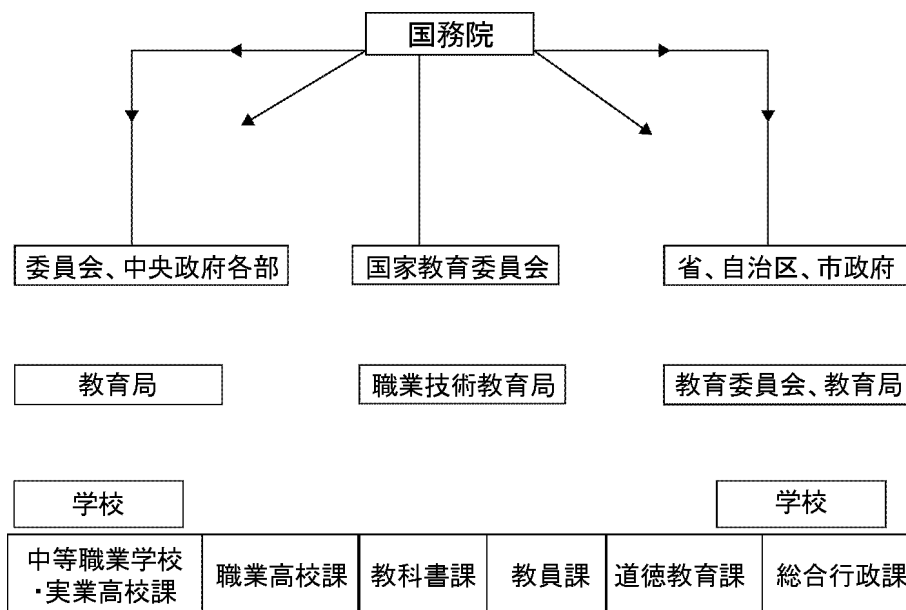 国務院
委員会、中央政府各部
国家教育委員会
省、自治区、市政府
教育局
職業技術教育局
教育委員会、教育局
学校
学校
中等職業学校
・実業高校課
職業高校課
教科書課
教員課
道徳教育課
総合行政課